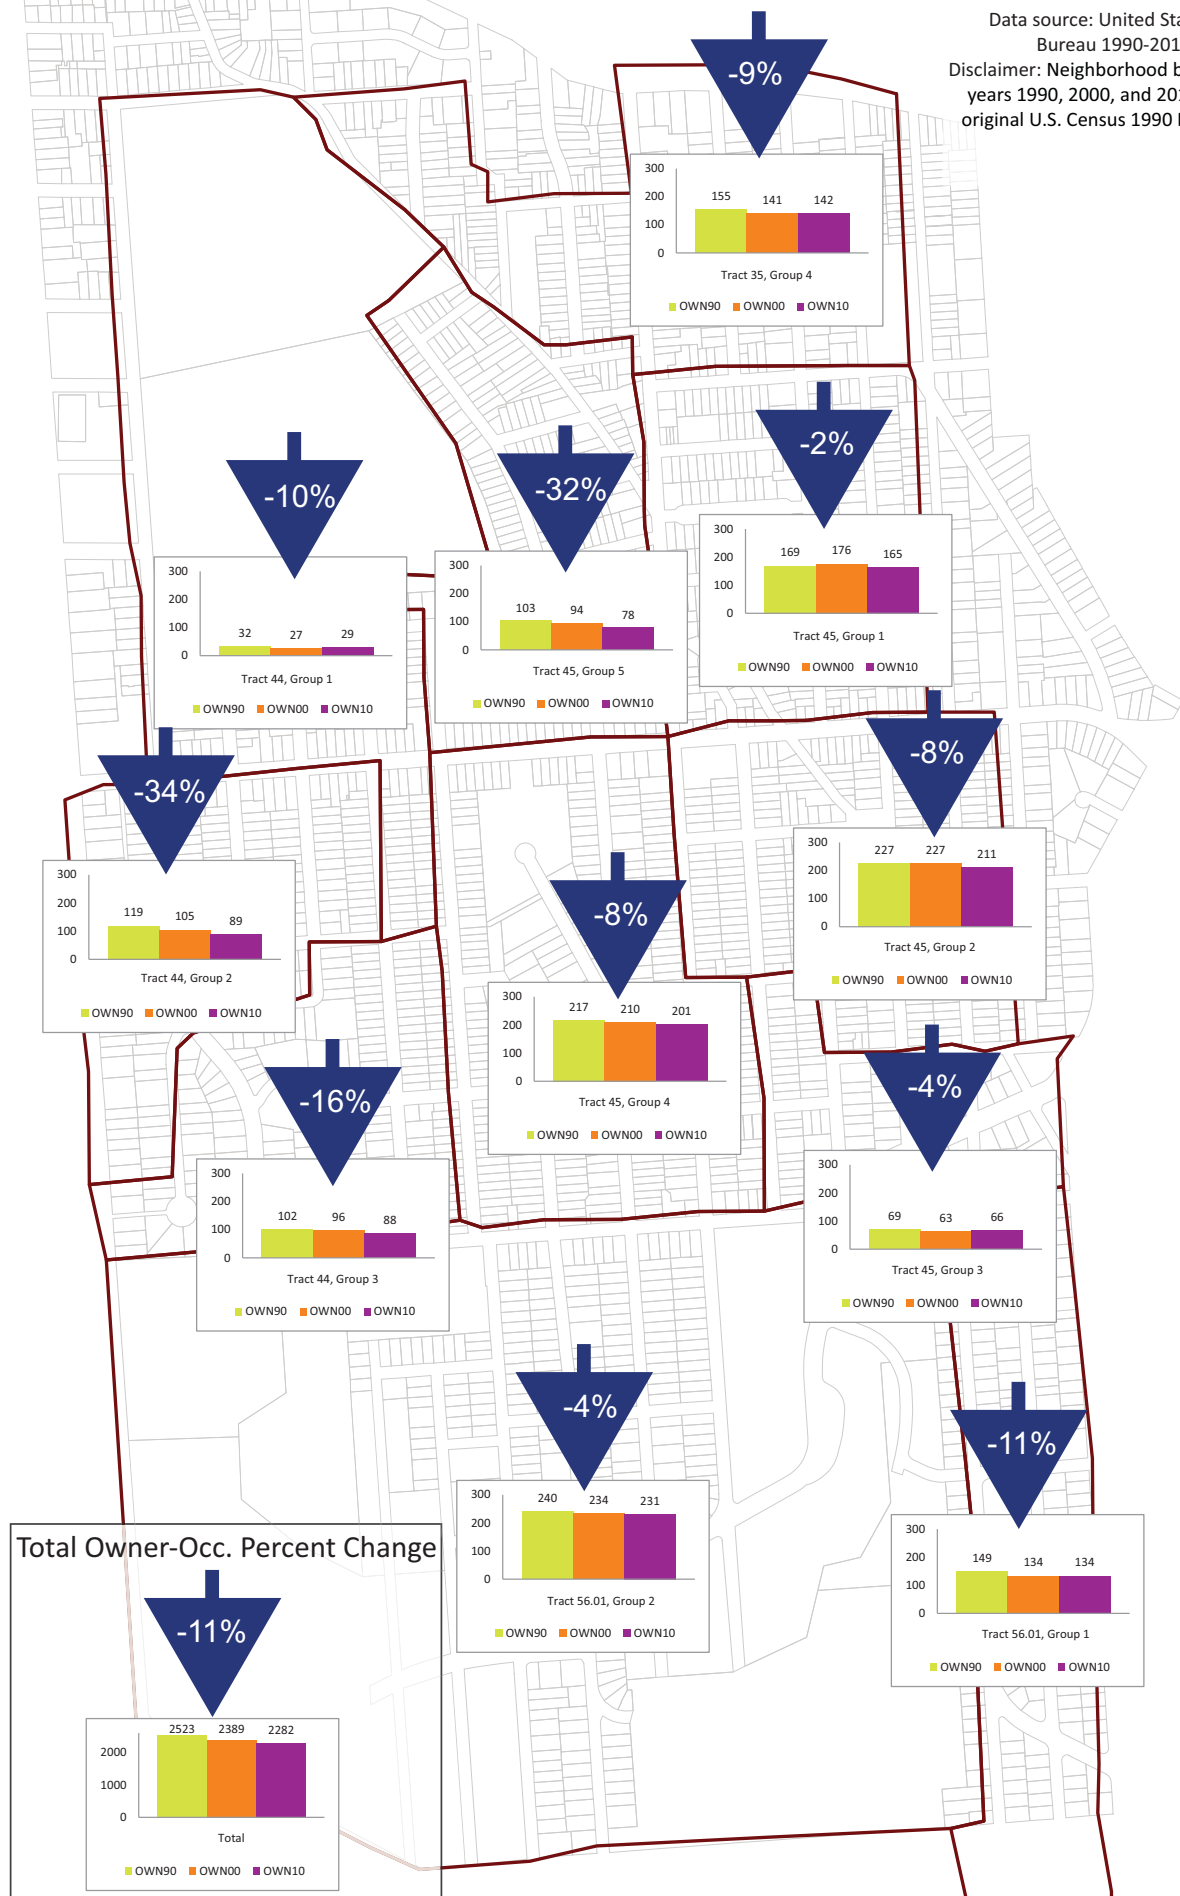 Data source: United Sta
Bureau 1990-201
Disclaimer: Neighborhood b
years 1990, 2000, and 201
original U.S. Census 1990 
-9%
300
200
100
0
155 141 142
Tract 35, Group 4
OWN90 OWN00 OWN10
-10%
300
200
100
0
32 27 29
Tract 44, Group 1
OWN90 OWN00 OWN10
-32%
300
200
100
0
103 94 78
Tract 45, Group 5
OWN90 OWN00 OWN10
-2%
300
200
100
0
169 176 165
Tract 45, Group 1
OWN90 OWN00 OWN10
-34%
300
200
100
0
119 105 89
Tract 44, Group 2
OWN90 OWN00 OWN10
-8%
300
200
100
0
217 210 201
Tract 45, Group 4
OWN90 OWN00 OWN10
-8%
300
200
100
0
227 227 211
Tract 45, Group 2
OWN90 OWN00 OWN10
-16%
300
200
100
0
102 96 88
Tract 44, Group 3
OWN90 OWN00 OWN10
-4%
300
200
100
0
69 63 66
Tract 45, Group 3
OWN90 OWN00 OWN10
-4%
300
200
100
0
240 234 231
Tract 56.01, Group 2
OWN90 OWN00 OWN10
-11%
300
200
100
0
149 134 134
Tract 56.01, Group 1
OWN90 OWN00 OWN10
Total Owner-Occ. Percent Change
-11%
2523 2389 2282
2000
1000
0
Total
OWN90 OWN00 OWN10